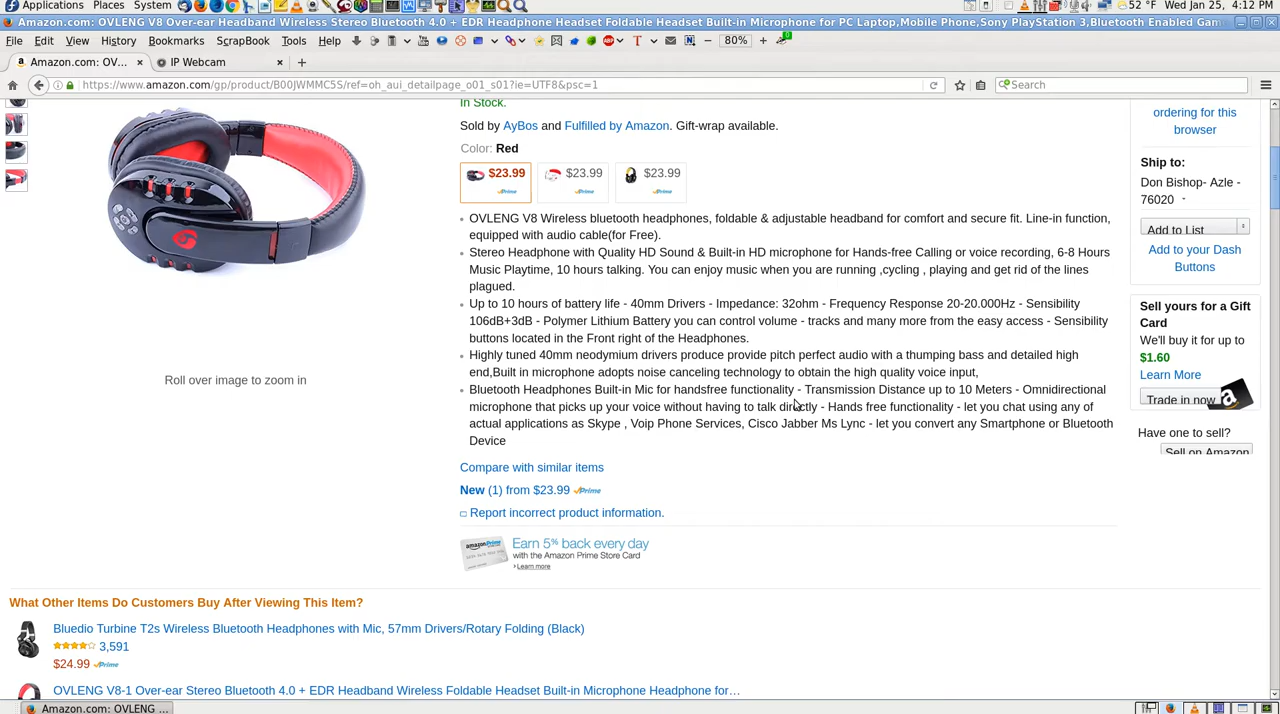 Applications Places System 52 °F Wed Jan 25, 4:12 PM
Amazon.com: OVLENG V8 Over-ear Headband Wireless Stereo Bluetooth 4.0 + EDR Headphone Headset Foldable Headset Built-in Microphone for PC Laptop,Mobile Phone,Sony PlayStation 3,Bluetooth Enabled Gam
File Edit View History Bookmarks ScrapBook Tools Help 80%
Amazon.com: OVL... × IP Webcam ×
https://www.amazon.com/gp/product/B00JWMMC5S/ref=oh_aui_detailpage_o01_s01?ie=UTF8&psc=1 Search
In Stock.
Sold by AyBos and Fulfilled by Amazon. Gift-wrap available.
Color: Red
$23.99 $23.99 $23.99
Prime Prime Prime
OVLENG V8 Wireless bluetooth headphones, foldable & adjustable headband for comfort and secure fit. Line-in function,
equipped with audio cable(for Free).
Stereo Headphone with Quality HD Sound & Built-in HD microphone for Hands-free Calling or voice recording, 6-8 Hours
Music Playtime, 10 hours talking. You can enjoy music when you are running ,cycling , playing and get rid of the lines
plagued.
Up to 10 hours of battery life - 40mm Drivers - Impedance: 32ohm - Frequency Response 20-20.000Hz - Sensibility
106dB+3dB - Polymer Lithium Battery you can control volume - tracks and many more from the easy access - Sensibility
buttons located in the Front right of the Headphones.
Highly tuned 40mm neodymium drivers produce provide pitch perfect audio with a thumping bass and detailed high
end,Built in microphone adopts noise canceling technology to obtain the high quality voice input,
Bluetooth Headphones Built-in Mic for handsfree functionality - Transmission Distance up to 10 Meters - Omnidirectional
microphone that picks up your voice without having to talk directly - Hands free functionality - let you chat using any of
actual applications as Skype , Voip Phone Services, Cisco Jabber Ms Lync - let you convert any Smartphone or Bluetooth
Device
Compare with similar items
New (1) from $23.99 Prime
Report incorrect product information.
amazonPrime Earn 5% back every day
with the Amazon Prime Store Card
›Learn more
Roll over image to zoom in
ordering for this
browser
Ship to:
Don Bishop- Azle -
76020
Add to List
Add to your Dash
Buttons
Sell yours for a Gift
Card
We'll buy it for up to
$1.60
Learn More
Trade in now
Have one to sell?
Sell on Amazon
What Other Items Do Customers Buy After Viewing This Item?
Bluedio Turbine T2s Wireless Bluetooth Headphones with Mic, 57mm Drivers/Rotary Folding (Black)
3,591
$24.99 Prime
OVLENG V8-1 Over-ear Stereo Bluetooth 4.0 + EDR Headband Wireless Foldable Headset Built-in Microphone Headphone for…
Amazon.com: OVLENG ...